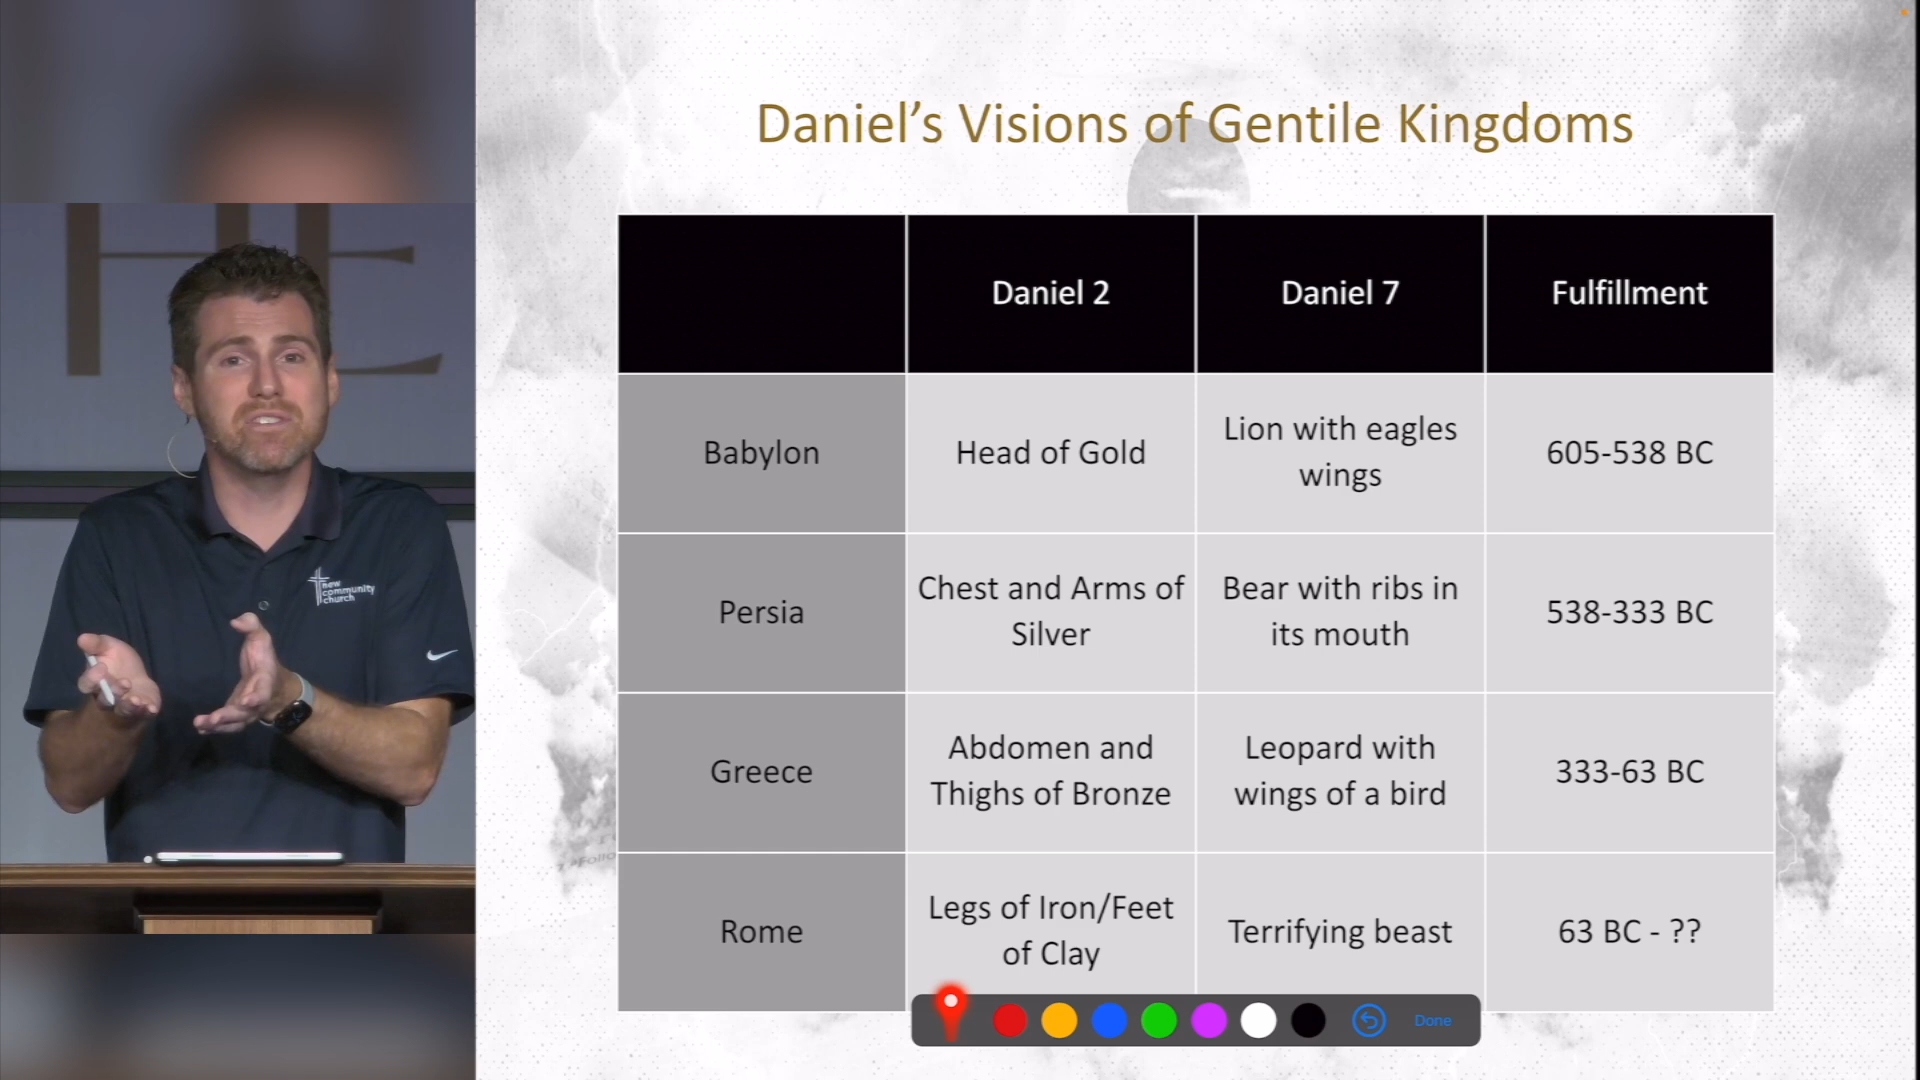 HE
new
community
church
Daniel’s Visions of Gentile Kingdoms
Daniel 2
Daniel 7
Fulfillment
Babylon
Head of Gold
Lion with eagles
wings
605-538 BC
Persia
Chest and Arms of
Silver
Bear with ribs in
its mouth
538-333 BC
Greece
Abdomen and
Thighs of Bronze
Leopard with
wings of a bird
333-63 BC
Rome
Legs of Iron/Feet
of Clay
Terrifying beast
63 BC - ??
Done